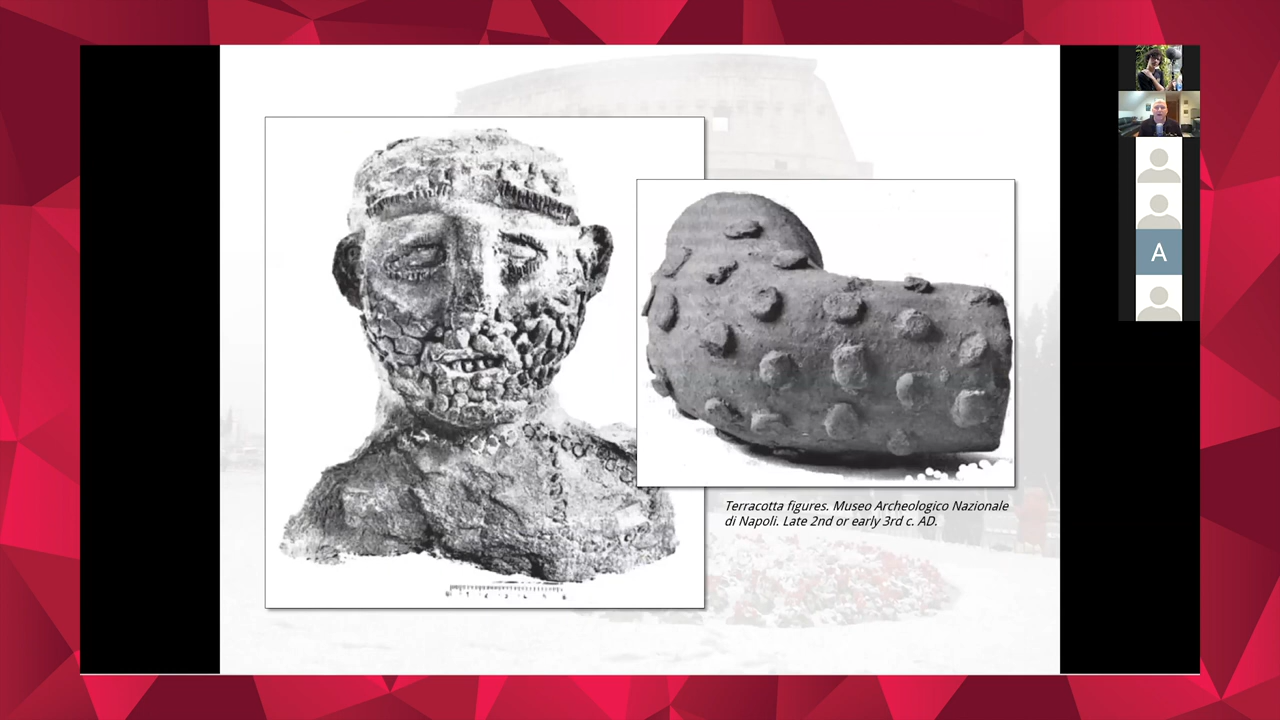 A
Terracotta figures. Museo Archeologico Nazionale
di Napoli. Late 2nd or early 3rd c. AD.